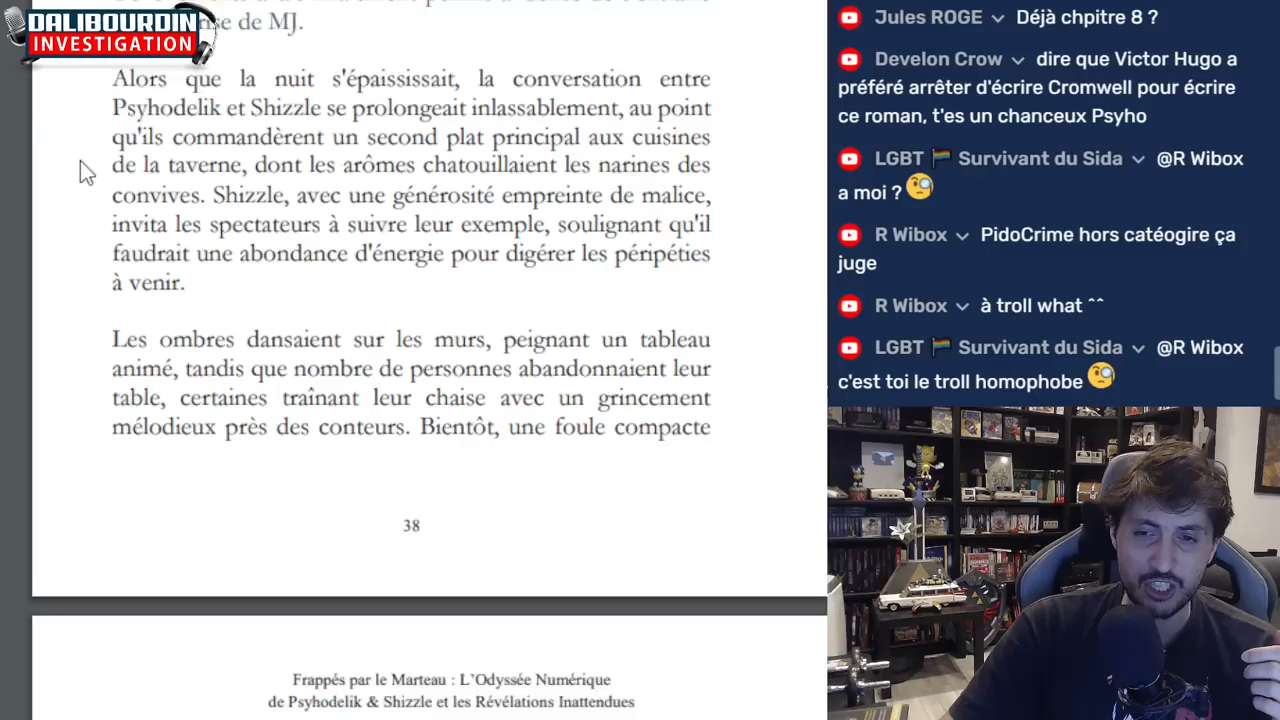 DALIBOURDIN
INVESTIGATION
se de MJ.
Alors que la nuit s'épaississait, la conversation entre
Psyhodelik et Shizzle se prolongeait inlassablement, au point
qu'ils commandèrent un second plat principal aux cuisines
de la taverne, dont les arômes chatouillaient les narines des
convives. Shizzle, avec une générosité empreinte de malice,
invita les spectateurs à suivre leur exemple, soulignant qu'il
faudrait une abondance d'énergie pour digérer les péripéties
à venir.
Les ombres dansaient sur les murs, peignant un tableau
animé, tandis que nombre de personnes abandonnaient leur
table, certaines traînant leur chaise avec un grincement
mélodieux près des conteurs. Bientôt, une foule compacte
38
Frappés par le Marteau : L'Odyssée Numérique
de Psyhodelik & Shizzle et les Révélations Inattendues
Jules ROGE Déjà chpitre 8 ?
Develon Crow dire que Victor Hugo a
préféré arrêter d'écrire Cromwell pour écrire
ce roman, t'es un chanceux Psyho
LGBT 🏳️‍🌈 Survivant du Sida @R Wibox
a moi ? 🧐
R Wibox PidoCrime hors catéogire ça
juge
R Wibox à troll what ^^
LGBT 🏳️‍🌈 Survivant du Sida @R Wibox
c'est toi le troll homophobe 🧐